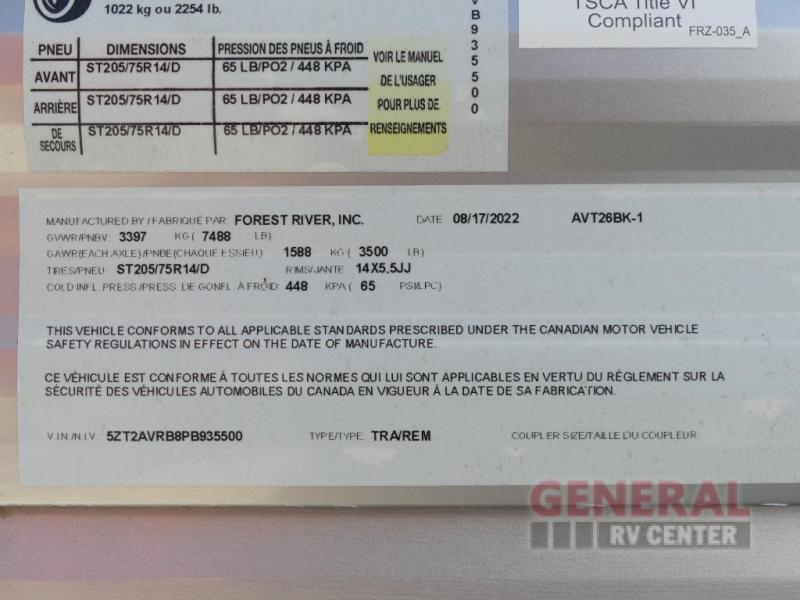 1022 kg ou 2254 lb.
TSCA Title VI
Compliant
FRZ-035_A
VB935500
PNEU DIMENSIONS PRESSION DES PNEUS À FROID
AVANT ST205/75R14/D 65 LB/PO2 / 448 KPA
ARRIÈRE ST205/75R14/D 65 LB/PO2 / 448 KPA
DE SECOURS ST205/75R14/D 65 LB/PO2 / 448 KPA
VOIR LE MANUEL
DE L'USAGER
POUR PLUS DE
RENSEIGNEMENTS
MANUFACTURED BY / FABRIQUÉ PAR: FOREST RIVER, INC. DATE: 08/17/2022 AVT26BK-1
GVWR/PNBV: 3397 KG ( 7488 LB)
GAWR(EACH AXLE)/PNBE(CHAQUE ESSIEU) 1588 KG ( 3500 LB)
TIRES/PNEU: ST205/75R14/D RIMS/JANTE: 14X5.5JJ
COLD INFL. PRESS./PRESS. DE GONFL. À FROID: 448 KPA ( 65 PSI/LPC)
THIS VEHICLE CONFORMS TO ALL APPLICABLE STANDARDS PRESCRIBED UNDER THE CANADIAN MOTOR VEHICLE
SAFETY REGULATIONS IN EFFECT ON THE DATE OF MANUFACTURE.
CE VÉHICULE EST CONFORME À TOUTES LES NORMES QUI LUI SONT APPLICABLES EN VERTU DU RÉGLEMENT SUR LA
SÉCURITÉ DES VÉHICULES AUTOMOBILES DU CANADA EN VIGUEUR À LA DATE DE SA FABRICATION.
V.I.N./N.I.V.: 5ZT2AVRB8PB935500 TYPE/TYPE: TRA/REM COUPLER SIZE/TAILLE DU COUPLEUR
GENERAL
RV CENTER